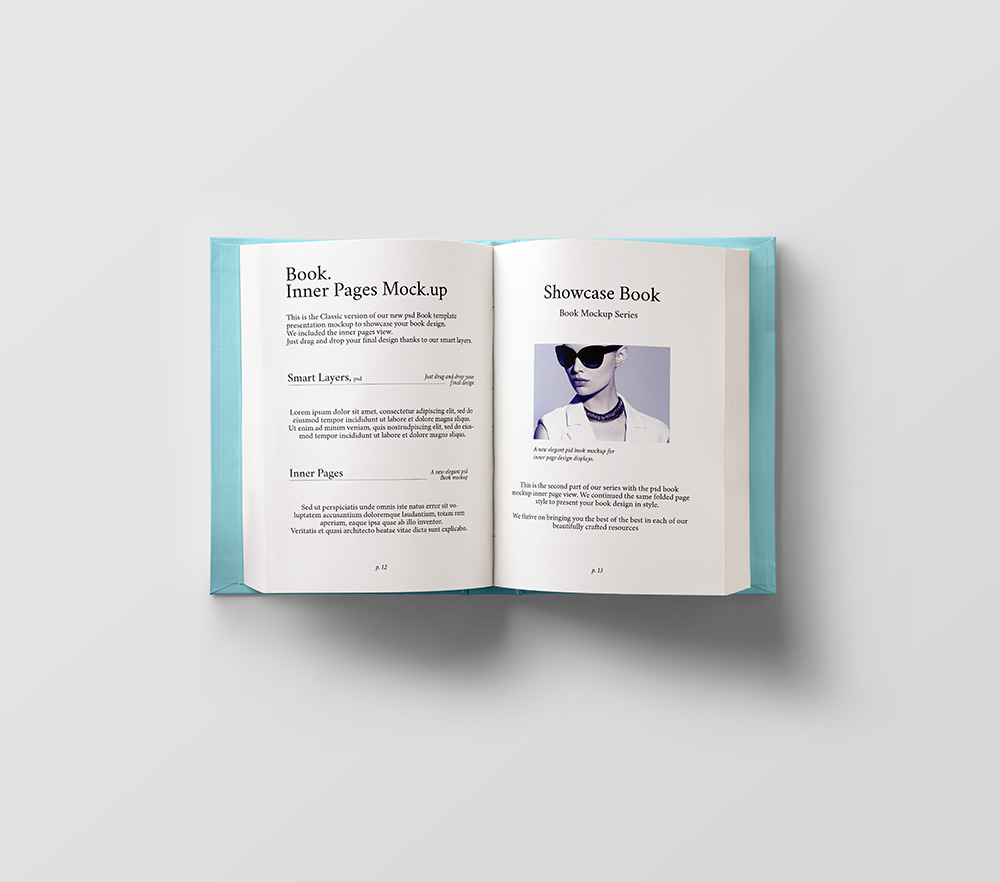 Book.
Inner Pages Mock.up
This is the Classic version of our new psd Book template
presentation mockup to showcase your book design.
We included the inner pages view.
Just drag and drop your final design thanks to our smart layers.
Smart Layers, psd
Just drag and drop your
final design
Lorem ipsum dolor sit amet, consectetur adipiscing elit, sed do
eiusmod tempor incididunt ut labore et dolore magna aliqua.
Ut enim ad minim veniam, quis nostrudpiscing elit, sed do eius-
mod tempor incididunt ut labore et dolore magna aliqua.
Inner Pages
A new elegant psd
Book mockup
Sed ut perspiciatis unde omnis iste natus error sit vo-
luptatem accusantium doloremque laudantium, totam rem
aperiam, eaque ipsa quae ab illo inventor.
Veritatis et quasi architecto beatae vitae dicta sunt explicabo.
p. 12
Showcase Book
Book Mockup Series
A new elegant psd book mockup for
inner page design displays.
This is the second part of our series with the psd book
mockup inner page view. We continued the same folded page
style to present your book design in style.
We thrive on bringing you the best of the best in each of our
beautifully crafted resources
p. 13